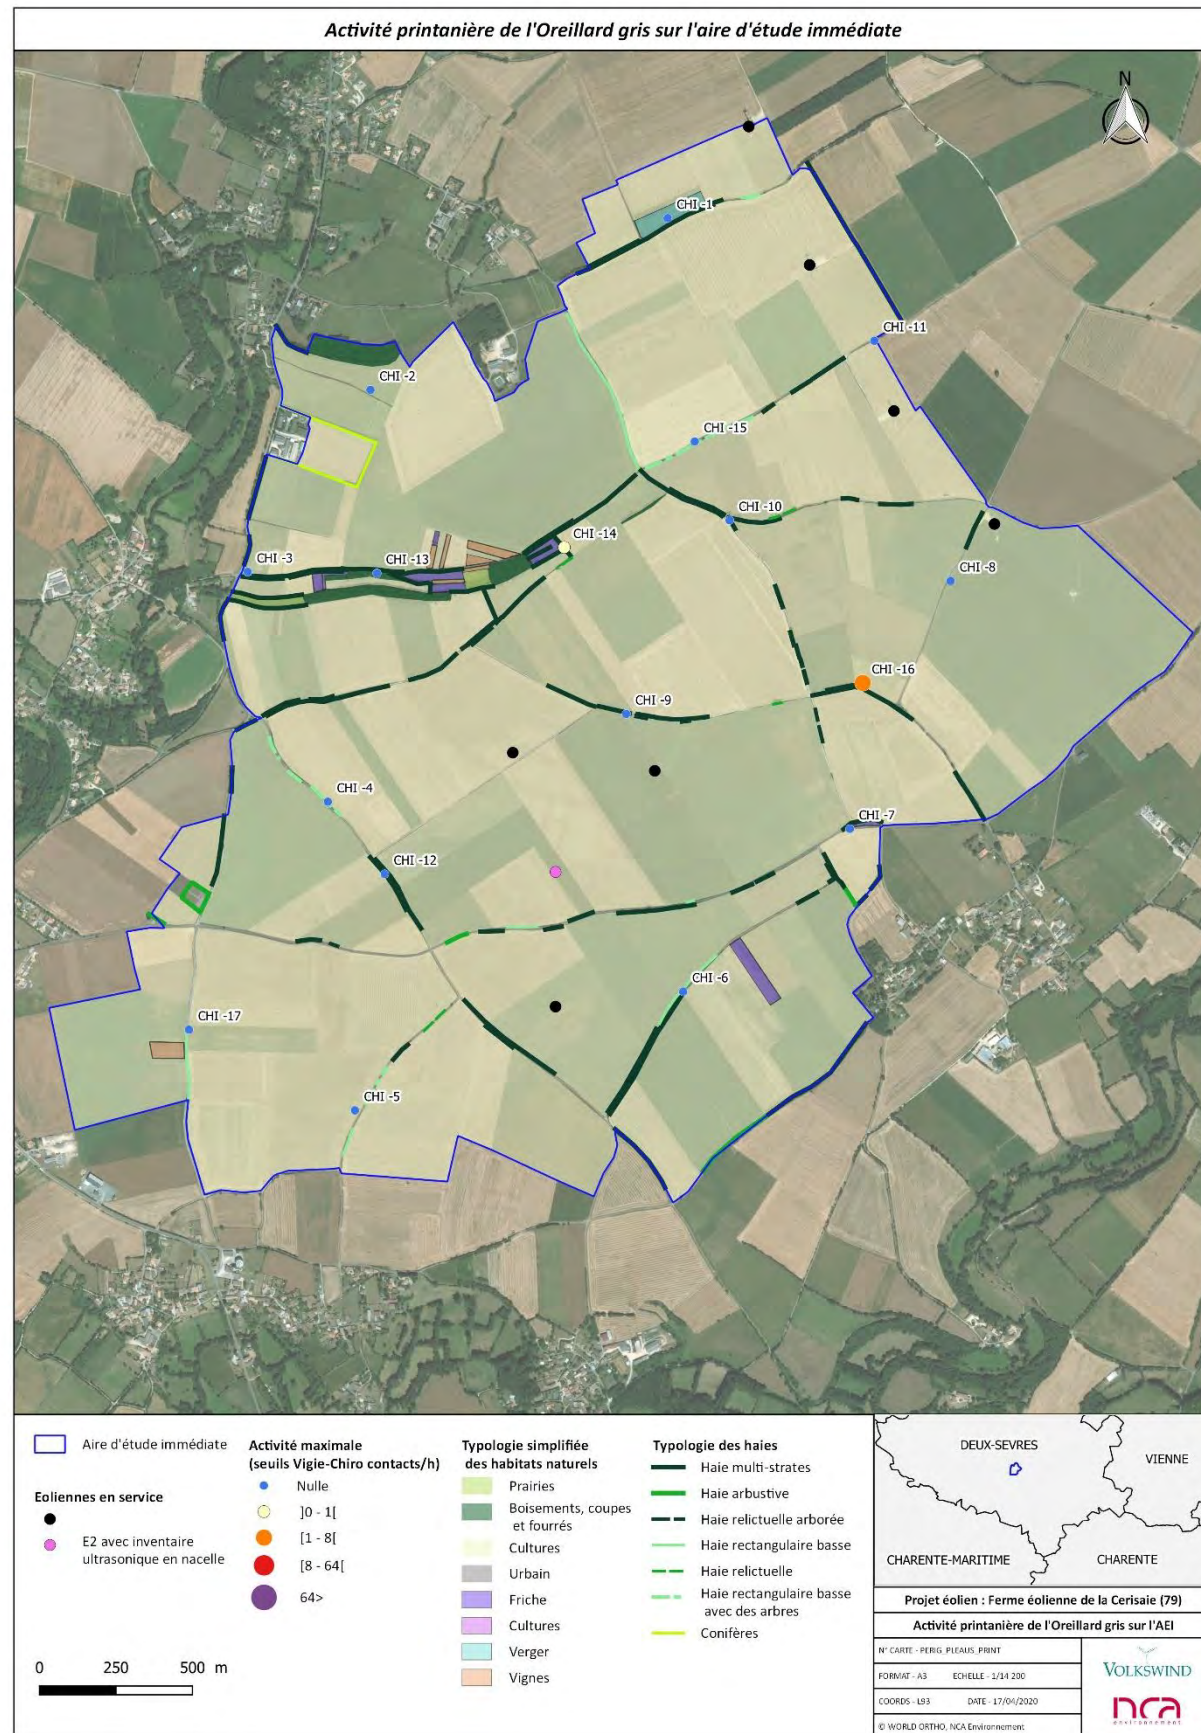 Activité printanière de l'Oreillard gris sur l'aire d'étude immédiate
N
CHI -1
CHI -11
CHI -2
CHI -15
CHI -10
CHI -14
CHI -3
CHI -13
CHI -8
CHI -16
CHI -9
CHI -4
CHI -7
CHI -12
CHI -6
CHI -17
CHI -5
Aire d'étude immédiate
Eoliennes en service
E2 avec inventaire
ultrasonique en nacelle
0 250 500 m
Activité maximale
(seuils Vigie-Chiro contacts/h)
Nulle
]0 - 1[
[1 - 8[
[8 - 64[
64>
Typologie simplifiée
des habitats naturels
Prairies
Boisements, coupes
et fourrés
Cultures
Urbain
Friche
Cultures
Verger
Vignes
Typologie des haies
Haie multi-strates
Haie arbustive
Haie relictuelle arborée
Haie rectangulaire basse
Haie relictuelle
Haie rectangulaire basse
avec des arbres
Conifères
DEUX-SEVRES
VIENNE
CHARENTE-MARITIME
CHARENTE
Projet éolien : Ferme éolienne de la Cerisaie (79)
Activité printanière de l'Oreillard gris sur l'AEI
N° CARTE - PERIG_PLEAUS_PRINT
FORMAT - A3 ECHELLE - 1/14 200
COORDS - L93 DATE - 17/04/2020
© WORLD ORTHO, NCA Environnement
VOLKSWIND
nca
environnement